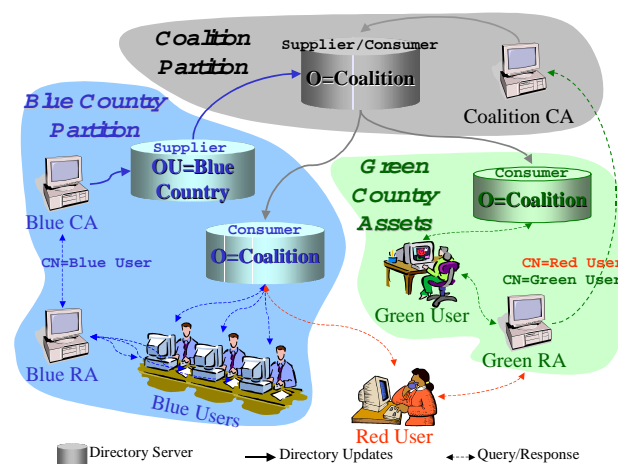 Coalition
Partition
Supplier/Consumer
O=Coalition
Coalition CA
Blue Country
Partition
Supplier
OU=Blue
Country
Blue CA
CN=Blue User
Consumer
O=Coalition
Blue RA
Blue Users
Green
Country
Assets
Consumer
O=Coalition
CN=Red User
CN=Green User
Green User
Green RA
Red User
Directory Server
Directory Updates
Query/Response